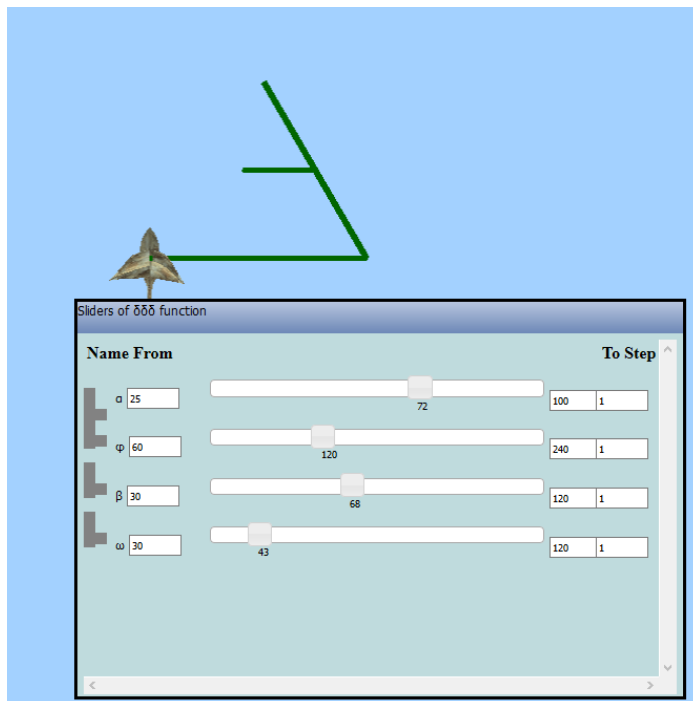 Sliders of δδδ function
Name From To Step
α 25 72 100 1
φ 60 120 240 1
β 30 68 120 1
ω 30 43 120 1